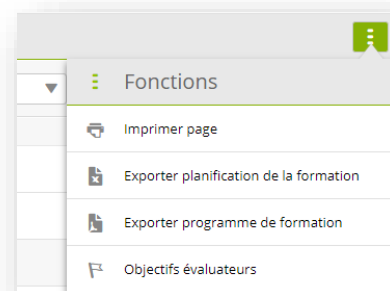 Fonctions
Imprimer page
Exporter planification de la formation
Exporter programme de formation
Objectifs évaluateurs